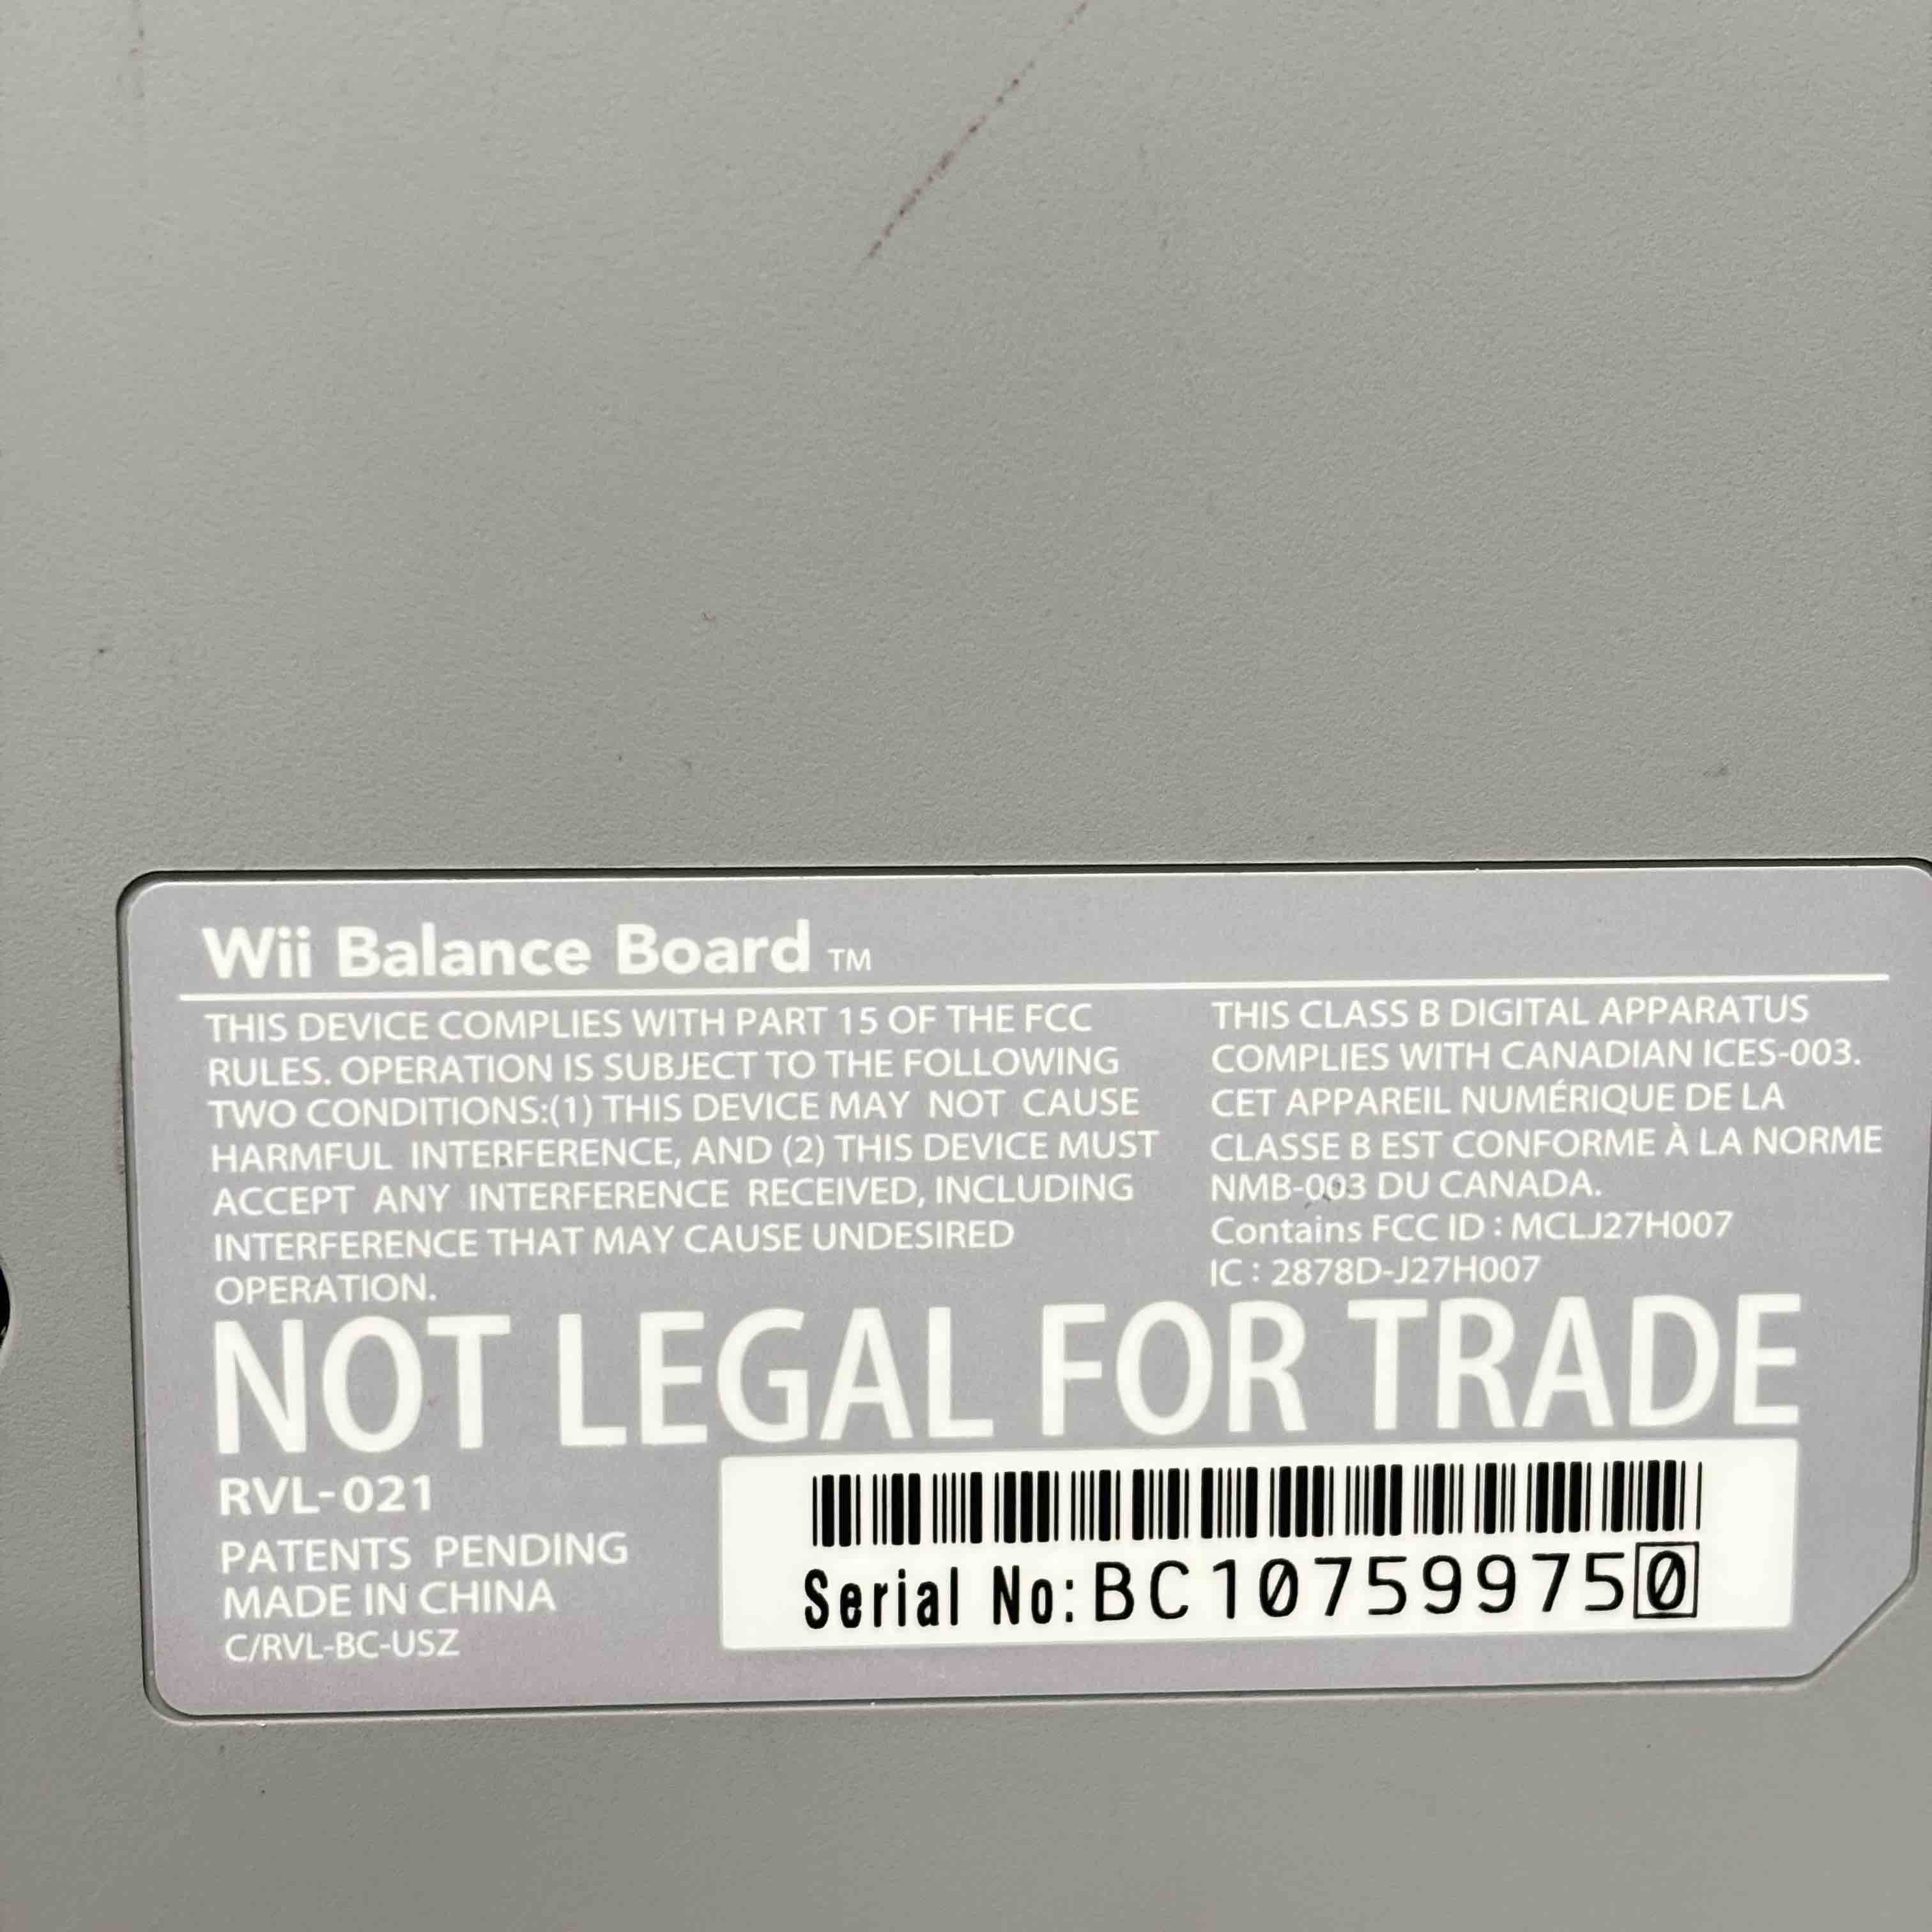 Wii Balance Board TM
THIS DEVICE COMPLIES WITH PART 15 OF THE FCC
RULES. OPERATION IS SUBJECT TO THE FOLLOWING
TWO CONDITIONS:(1) THIS DEVICE MAY NOT CAUSE
HARMFUL INTERFERENCE, AND (2) THIS DEVICE MUST
ACCEPT ANY INTERFERENCE RECEIVED, INCLUDING
INTERFERENCE THAT MAY CAUSE UNDESIRED
OPERATION.
THIS CLASS B DIGITAL APPARATUS
COMPLIES WITH CANADIAN ICES-003.
CET APPAREIL NUMÉRIQUE DE LA
CLASSE B EST CONFORME À LA NORME
NMB-003 DU CANADA.
Contains FCC ID : MCLJ27H007
IC : 2878D-J27H007
NOT LEGAL FOR TRADE
RVL-021
PATENTS PENDING
MADE IN CHINA
C/RVL-BC-USZ
Serial No:BC107599750